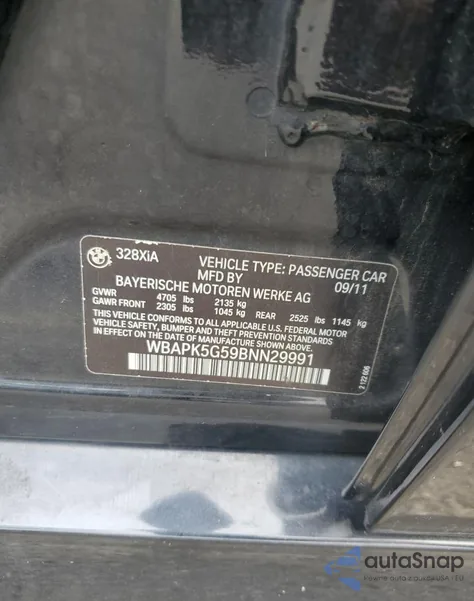 328XiA
VEHICLE TYPE: PASSENGER CAR
MFD BY
09/11
BAYERISCHE MOTOREN WERKE AG
GVWR 4705 lbs 2135 kg
GAWR FRONT 2305 lbs 1045 kg REAR 2525 lbs 1145 kg
THIS VEHICLE CONFORMS TO ALL APPLICABLE U.S. FEDERAL MOTOR
VEHICLE SAFETY, BUMPER, AND THEFT PREVENTION STANDARDS
IN EFFECT ON THE DATE OF MANUFACTURE SHOWN ABOVE.
WBAPK5G59BNN29991
autoSnap